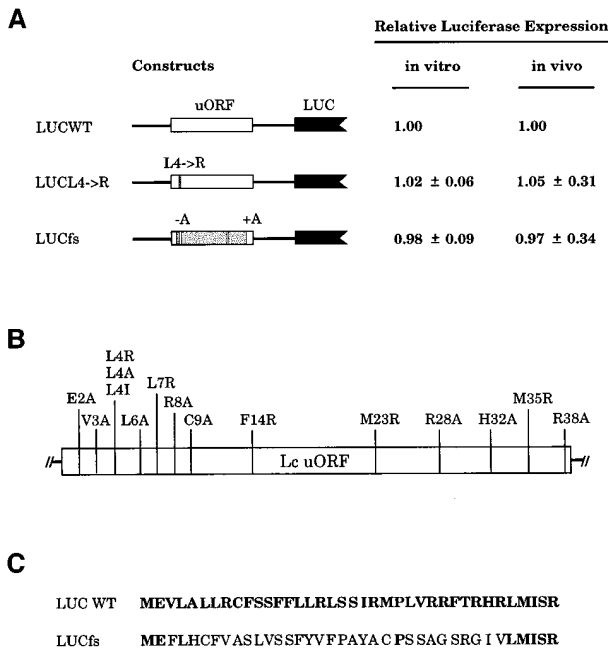 A
Relative Luciferase Expression
Constructs in vitro in vivo
uORF LUC
LUCWT 1.00 1.00
L4->R
LUCL4->R 1.02 ± 0.06 1.05 ± 0.31
-A +A
LUCfs 0.98 ± 0.09 0.97 ± 0.34
B
L4R
L4A
L4I
E2A V3A L6A L7R R8A C9A F14R M23R R28A H32A M35R R38A
Lc uORF
C
LUC WT MEVLALLRCFSSFFLLRLSSIRMPLVRRFTRHRLMISR
LUCfs MEFLHCFVASLVSSFYVFPAYACPSSAGSRGIVLMISR